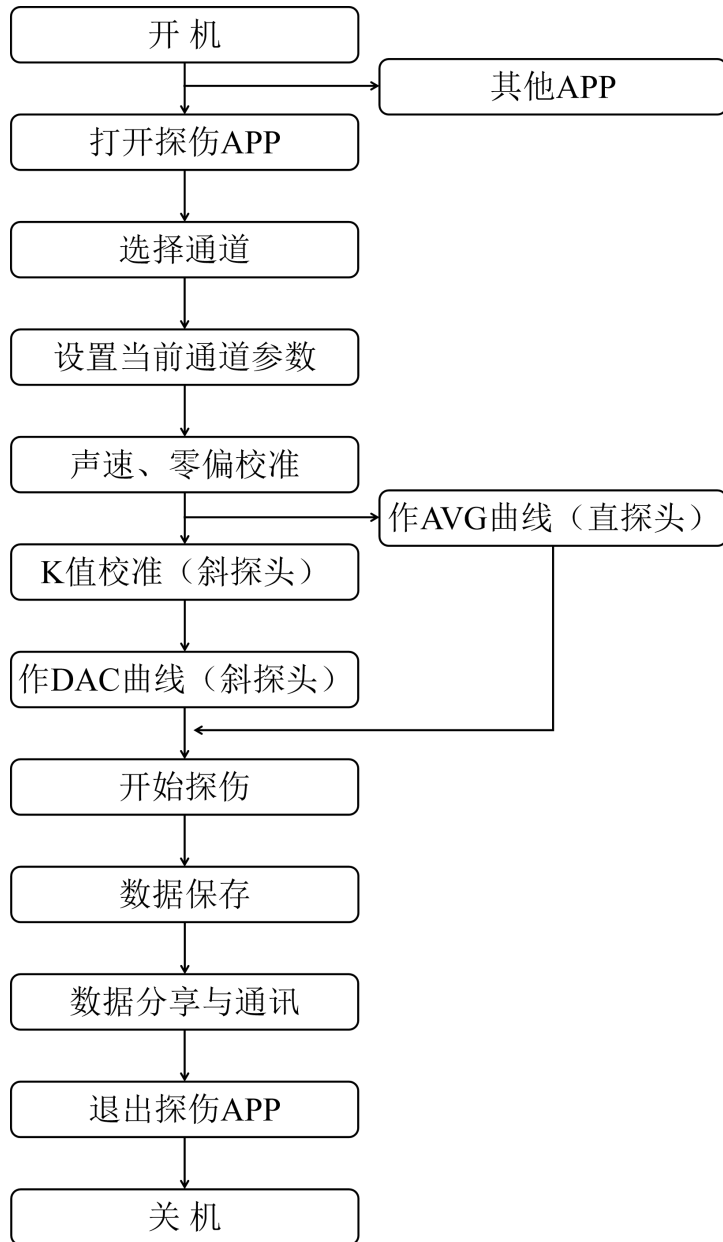 开 机
其他APP
打开探伤APP
选择通道
设置当前通道参数
声速、零偏校准
作AVG曲线（直探头）
K值校准（斜探头）
作DAC曲线（斜探头）
开始探伤
数据保存
数据分享与通讯
退出探伤APP
关 机